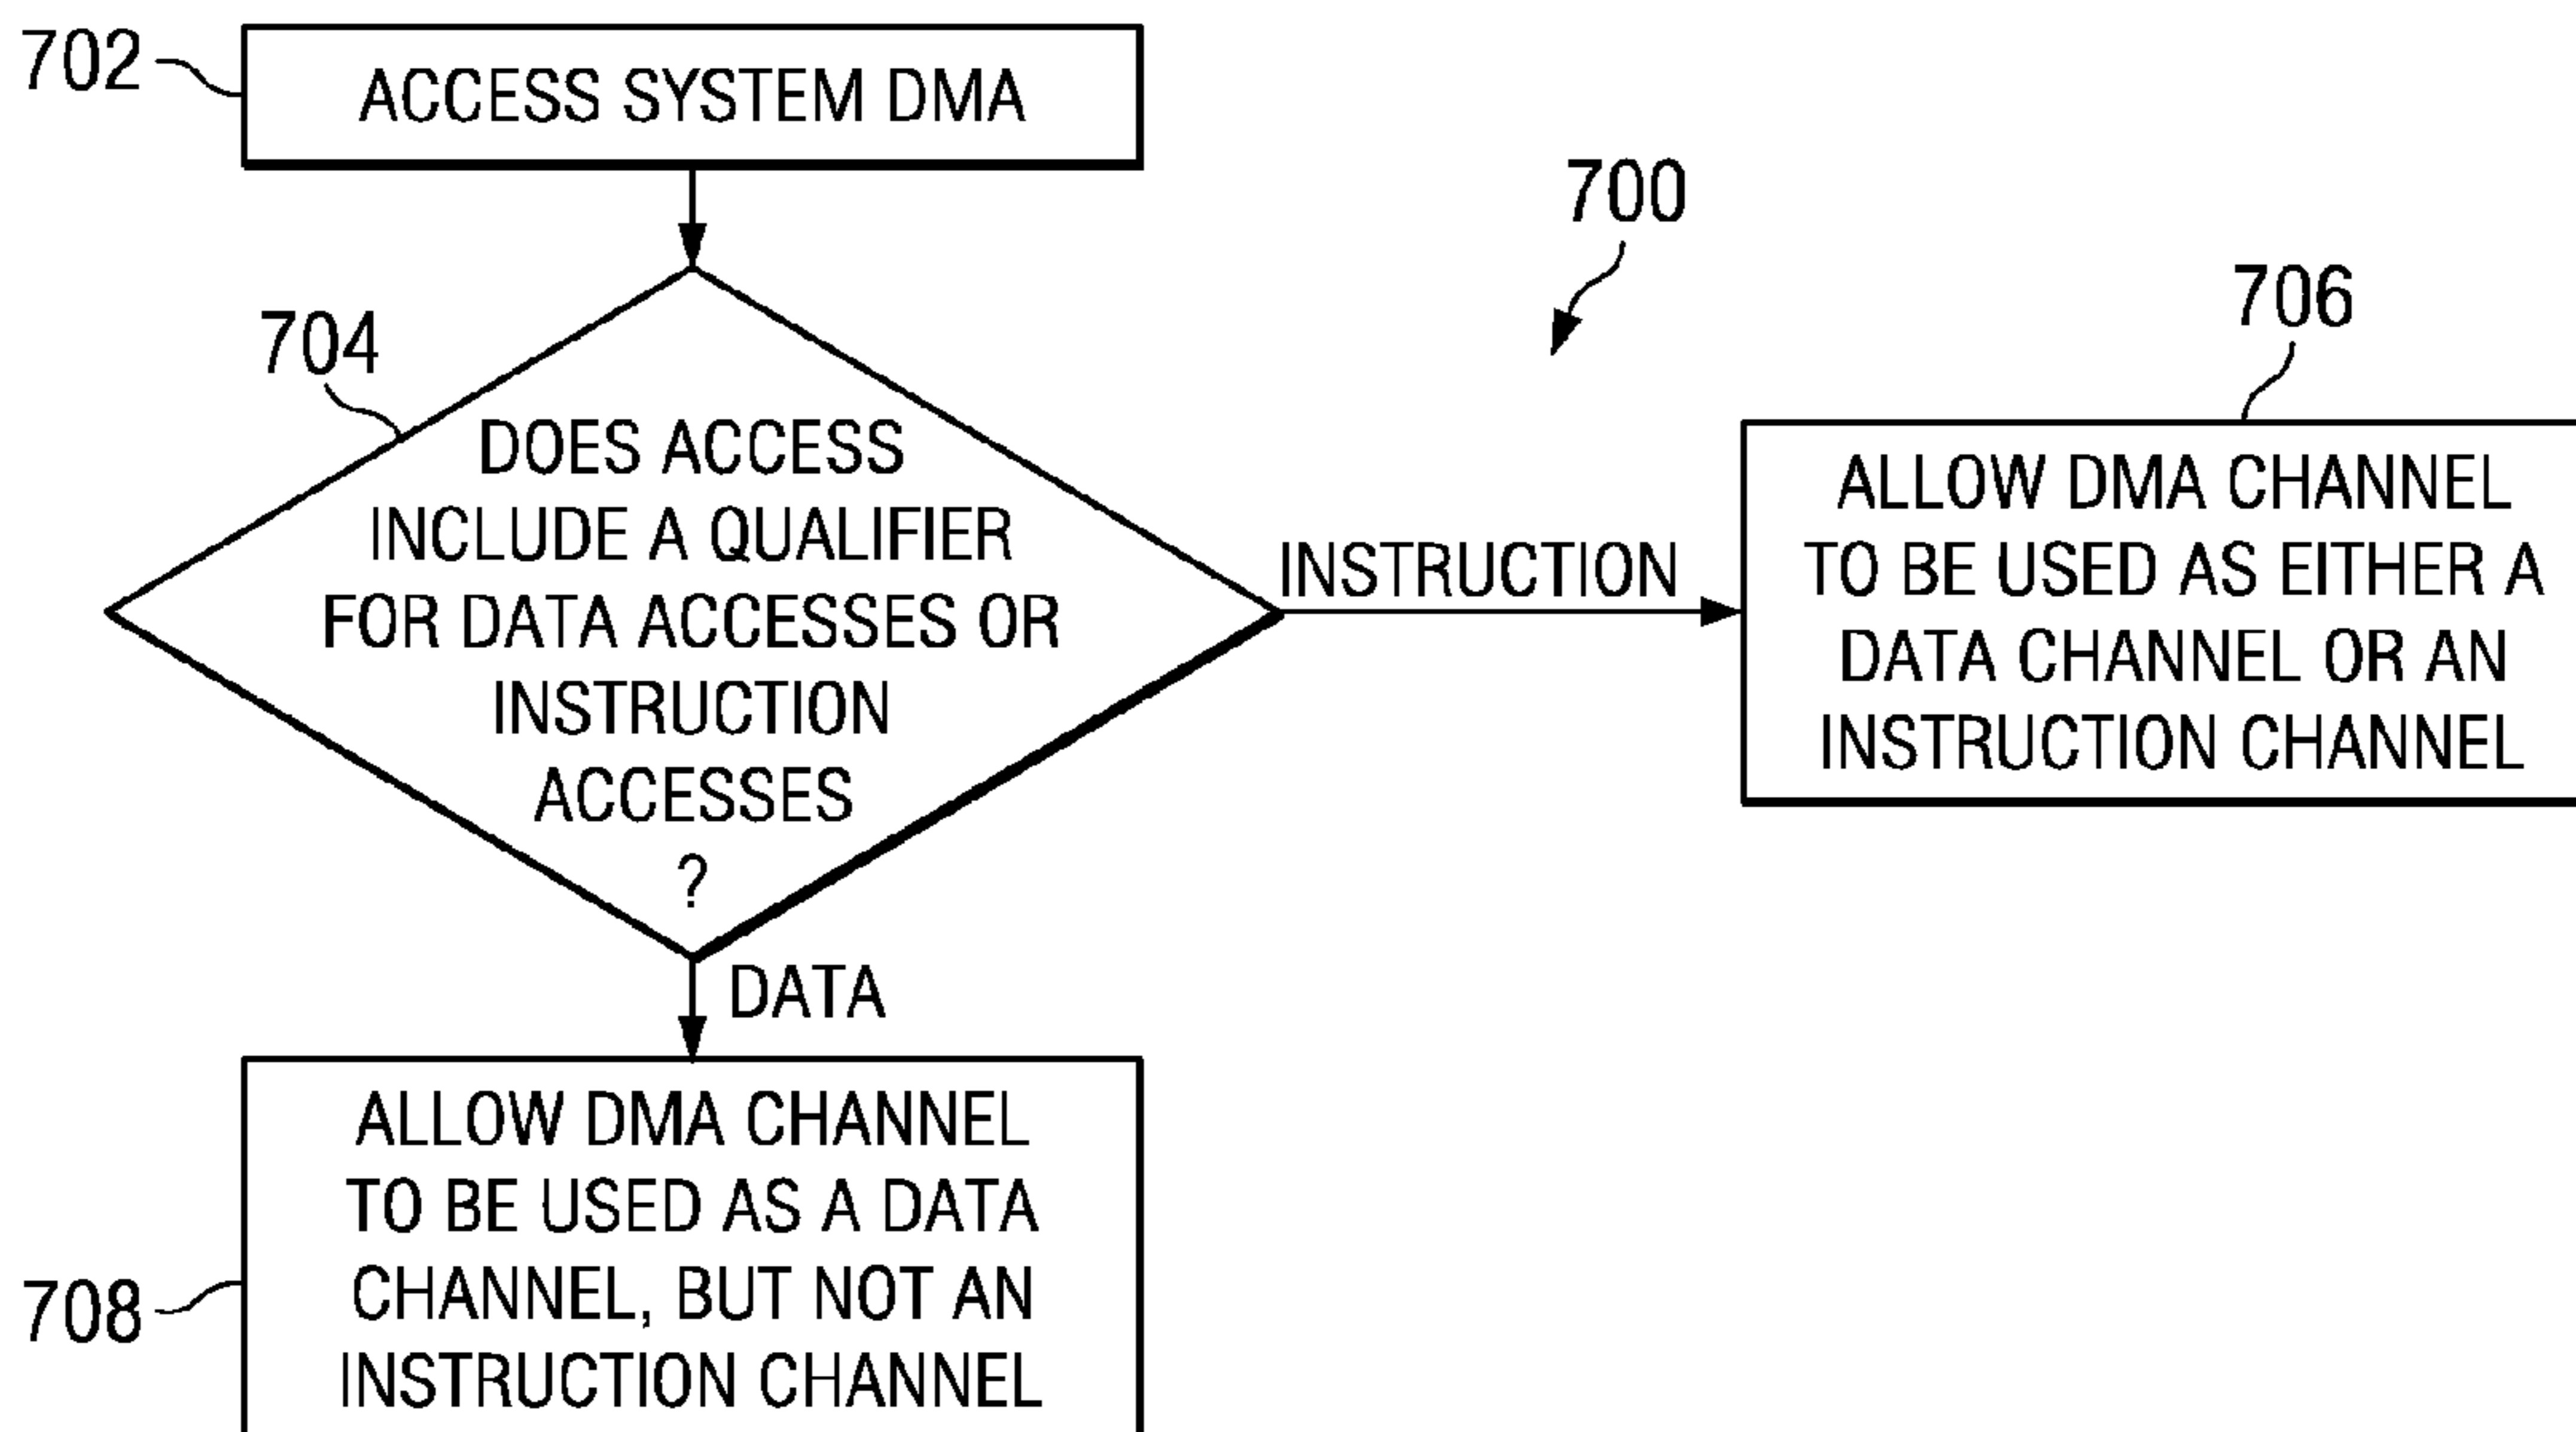 702
ACCESS SYSTEM DMA
700
704
706
DOES ACCESS
INCLUDE A QUALIFIER
FOR DATA ACCESSES OR
INSTRUCTION
ACCESSES
?
INSTRUCTION
ALLOW DMA CHANNEL
TO BE USED AS EITHER A
DATA CHANNEL OR AN
INSTRUCTION CHANNEL
DATA
708
ALLOW DMA CHANNEL
TO BE USED AS A DATA
CHANNEL, BUT NOT AN
INSTRUCTION CHANNEL